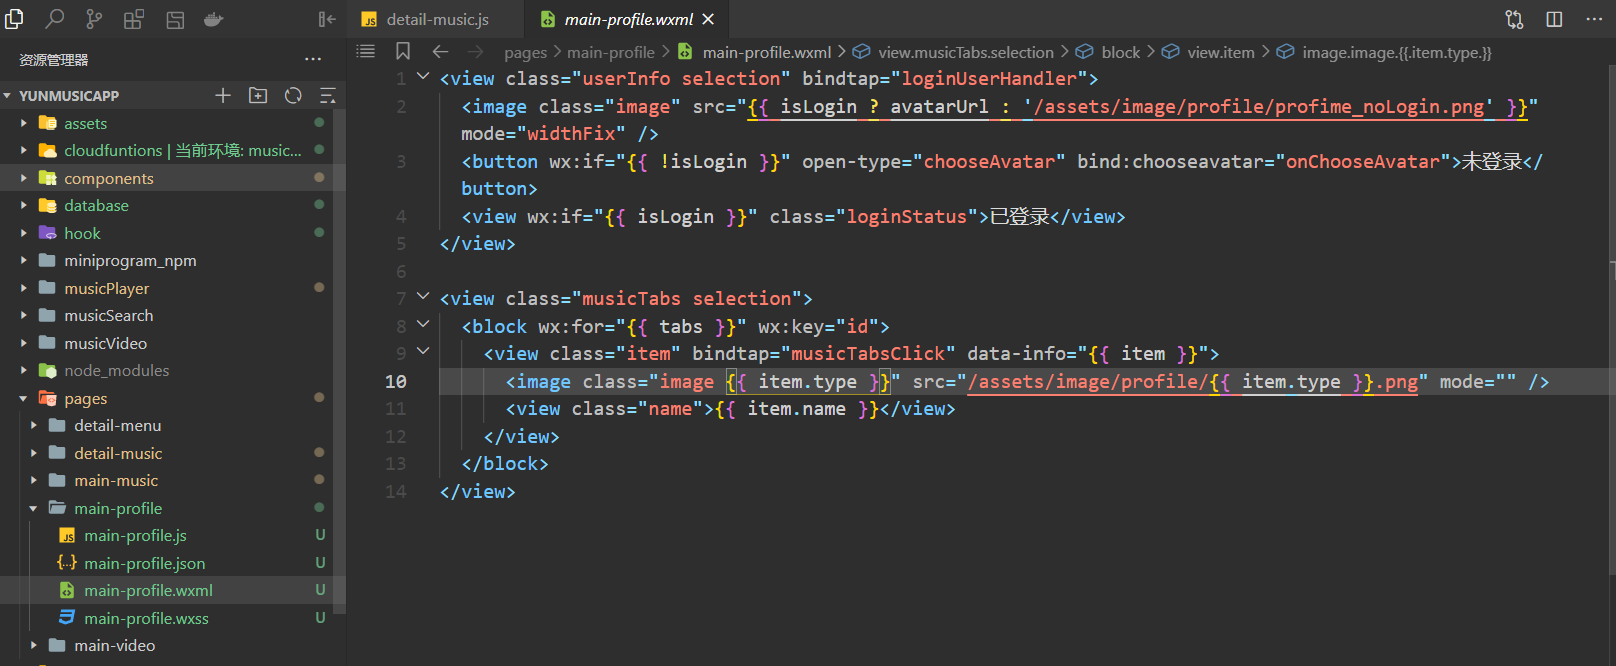 detail-music.js
main-profile.wxml
资源管理器
pages > main-profile > main-profile.wxml > view.musicTabs.selection > block > view.item > image.image.{{.item.type.}}
YUNMUSICAPP
assets
cloudfuntions | 当前环境: music...
components
database
hook
miniprogram_npm
musicPlayer
musicSearch
musicVideo
node_modules
pages
detail-menu
detail-music
main-music
main-profile
main-profile.js U
main-profile.json U
main-profile.wxml U
main-profile.wxss U
main-video
1 <view class="userInfo selection" bindtap="loginUserHandler">
2 <image class="image" src="{{ isLogin ? avatarUrl : '/assets/image/profile/profime_noLogin.png' }}"
mode="widthFix" />
3 <button wx:if="{{ !isLogin }}" open-type="chooseAvatar" bind:chooseavatar="onChooseAvatar">未登录</
button>
4 <view wx:if="{{ isLogin }}" class="loginStatus">已登录</view>
5 </view>
6
7 <view class="musicTabs selection">
8 <block wx:for="{{ tabs }}" wx:key="id">
9 <view class="item" bindtap="musicTabsClick" data-info="{{ item }}">
10 <image class="image {{ item.type }}" src="/assets/image/profile/{{ item.type }}.png" mode="" />
11 <view class="name">{{ item.name }}</view>
12 </view>
13 </block>
14 </view>